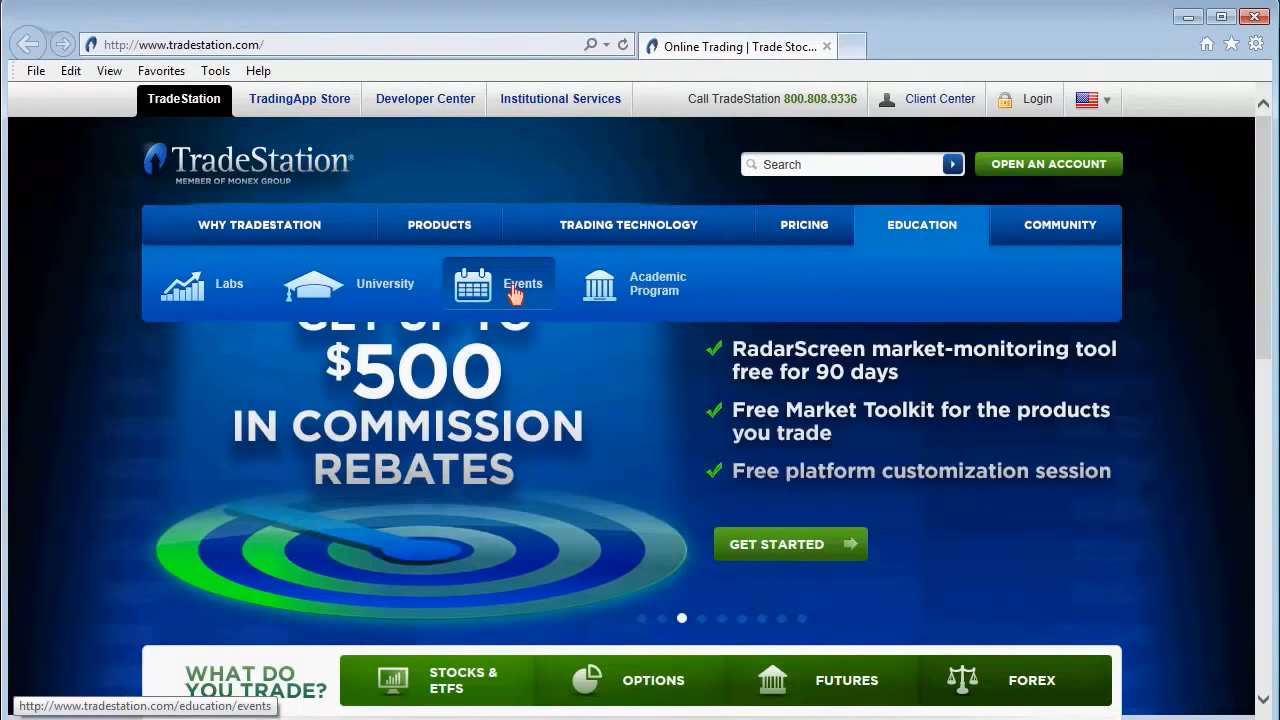 http://www.tradestation.com/
Online Trading | Trade Stoc...
File Edit View Favorites Tools Help
TradeStation TradingApp Store Developer Center Institutional Services Call TradeStation 800.808.9336 Client Center Login
TradeStation®
MEMBER OF MONEX GROUP
Search
OPEN AN ACCOUNT
WHY TRADESTATION PRODUCTS TRADING TECHNOLOGY PRICING EDUCATION COMMUNITY
Labs University Events Academic
Program
GET UP TO
$500
IN COMMISSION
REBATES
RadarScreen market-monitoring tool
free for 90 days
Free Market Toolkit for the products
you trade
Free platform customization session
GET STARTED
WHAT DO
YOU TRADE?
STOCKS &
ETFS
OPTIONS
FUTURES
FOREX
http://www.tradestation.com/education/events